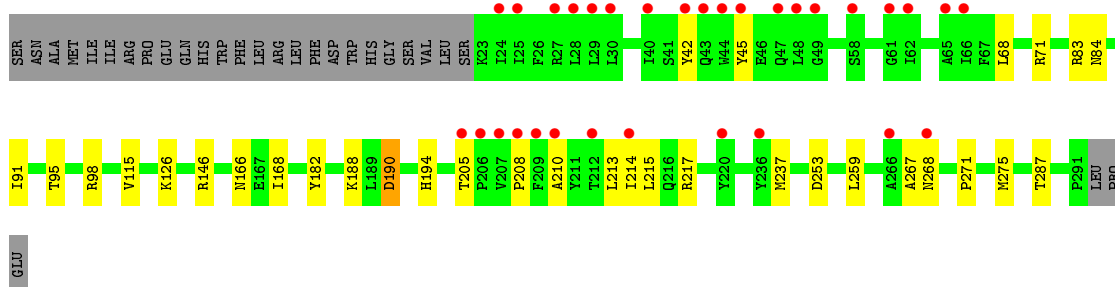 SER ASN ALA MET ILE ILE ARG PRO GLU GLN HIS TRP PHE LEU ARG LEU PHE ASP TRP HIS GLY SER VAL LEU SER K23 I24 I25 F26 R27 L28 L29 L30 I40 S41 Y42 Q43 W44 Y45 E46 Q47 L48 G49 S58 G61 I62 A65 I66 F67 L68 R71 R83 N84
I91 T95 R98 V115 K126 R146 N166 E167 I168 Y182 K188 L189 D190 H194 T205 P206 V207 P208 F209 A210 Y211 T212 L213 I214 L215 Q216 R217 Y220 Y236 M237 D253 L259 A266 A267 N268 P271 M275 T287 P291 LEU PRO
GLU